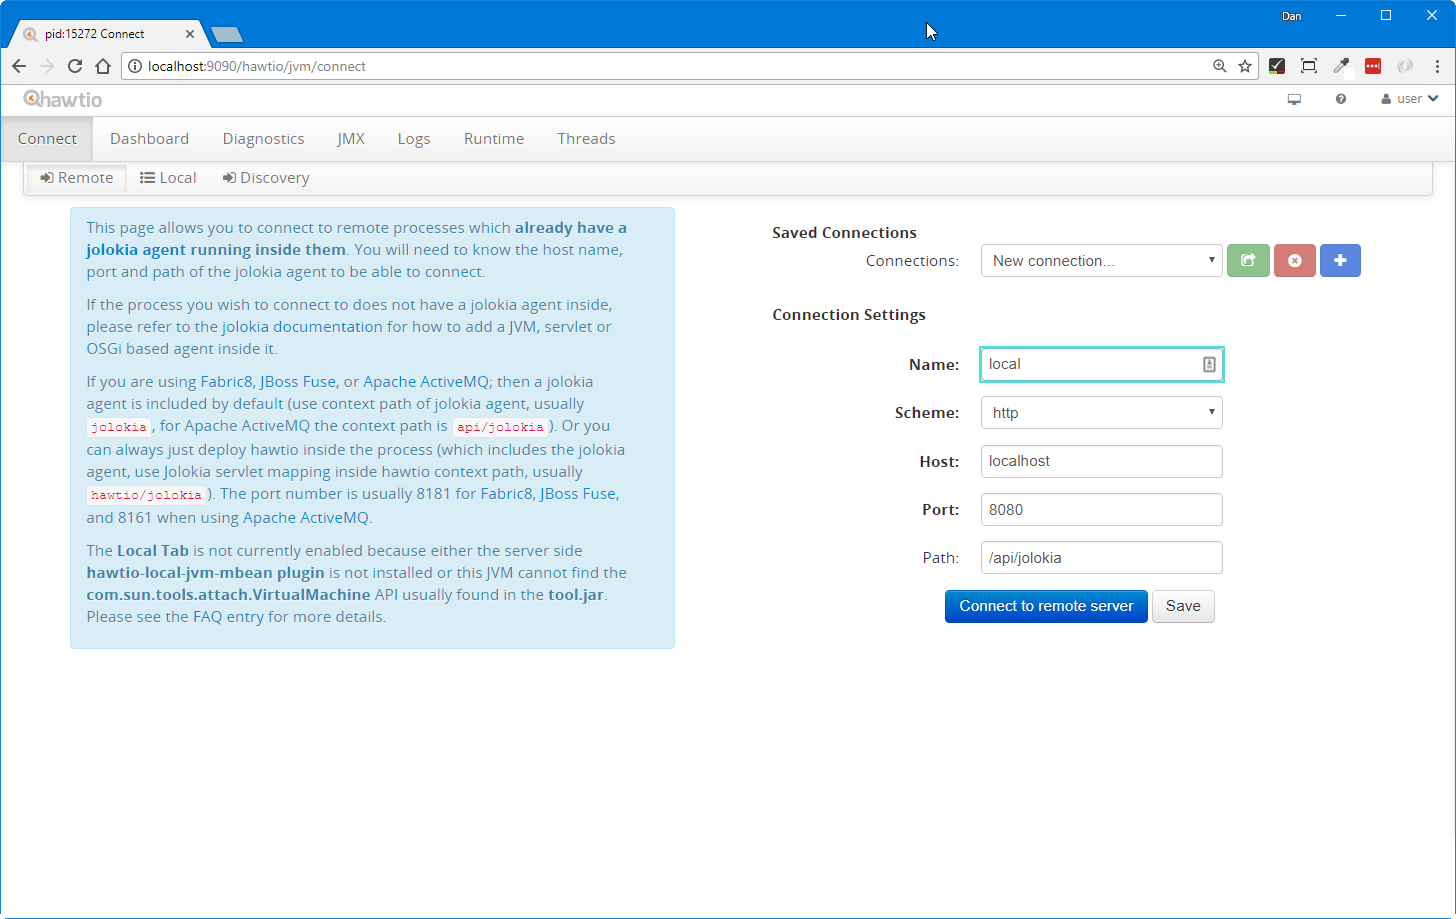 Dan
pid:15272 Connect
localhost:9090/hawtio/jvm/connect
hawtio
user
Connect Dashboard Diagnostics JMX Logs Runtime Threads
Remote Local Discovery
This page allows you to connect to remote processes which already have a
jolokia agent running inside them. You will need to know the host name,
port and path of the jolokia agent to be able to connect.
If the process you wish to connect to does not have a jolokia agent inside,
please refer to the jolokia documentation for how to add a JVM, servlet or
OSGi based agent inside it.
If you are using Fabric8, JBoss Fuse, or Apache ActiveMQ; then a jolokia
agent is included by default (use context path of jolokia agent, usually
jolokia, for Apache ActiveMQ the context path is api/jolokia). Or you
can always just deploy hawtio inside the process (which includes the jolokia
agent, use Jolokia servlet mapping inside hawtio context path, usually
hawtio/jolokia). The port number is usually 8181 for Fabric8, JBoss Fuse,
and 8161 when using Apache ActiveMQ.
The Local Tab is not currently enabled because either the server side
hawtio-local-jvm-mbean plugin is not installed or this JVM cannot find the
com.sun.tools.attach.VirtualMachine API usually found in the tool.jar.
Please see the FAQ entry for more details.
Saved Connections
Connections: New connection...
Connection Settings
Name: local
Scheme: http
Host: localhost
Port: 8080
Path: /api/jolokia
Connect to remote server Save